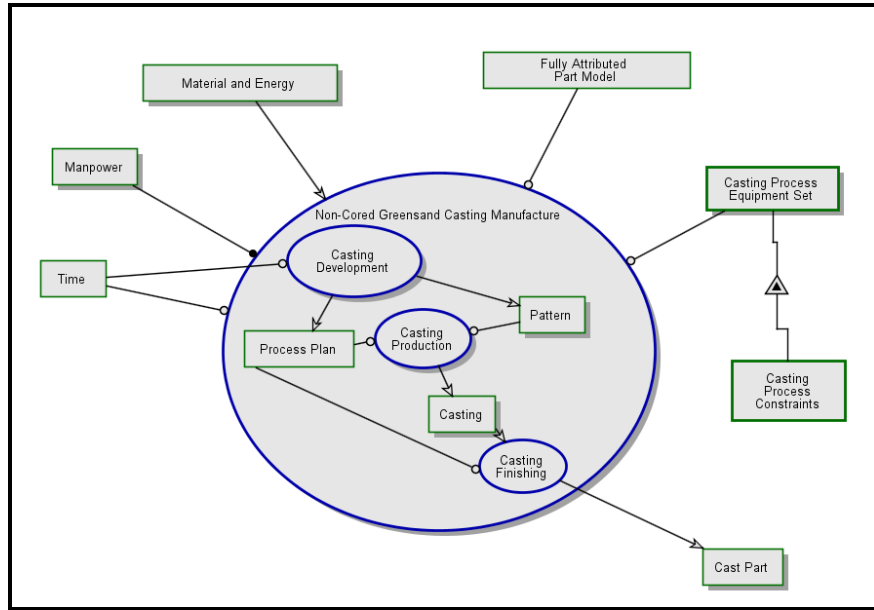 Fully Attributed
Part Model
Material and Energy
Manpower
Casting Process
Equipment Set
Non-Cored Greensand Casting Manufacture
Casting
Development
Time
Pattern
Casting
Production
Process Plan
Casting
Process
Constraints
Casting
Casting
Finishing
Cast Part